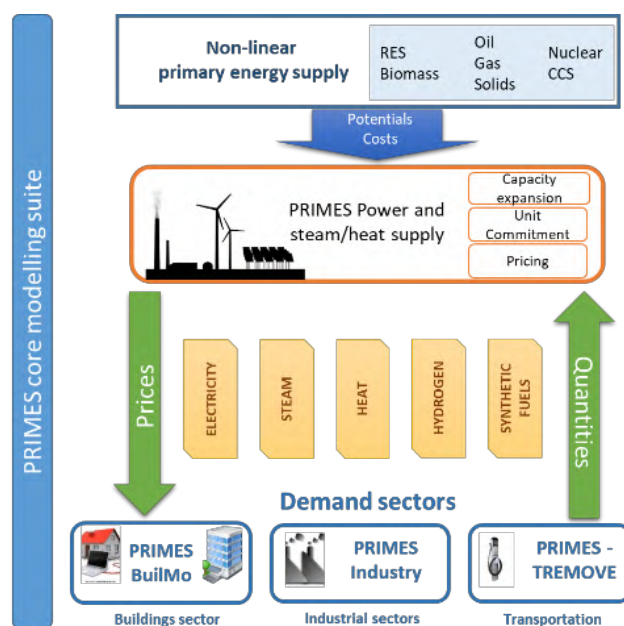 PRIMES core modelling suite
Non-linear
primary energy supply
RES
Biomass
Oil
Gas
Solids
Nuclear
CCS
Potentials
Costs
PRIMES Power and
steam/heat supply
Capacity
expansion
Unit
Commitment
Pricing
Prices
ELECTRICITY
STEAM
HEAT
HYDROGEN
SYNTHETIC
FUELS
Quantities
Demand sectors
PRIMES
BuilMo
PRIMES
Industry
PRIMES -
TREMOVE
Buildings sector
Industrial sectors
Transportation